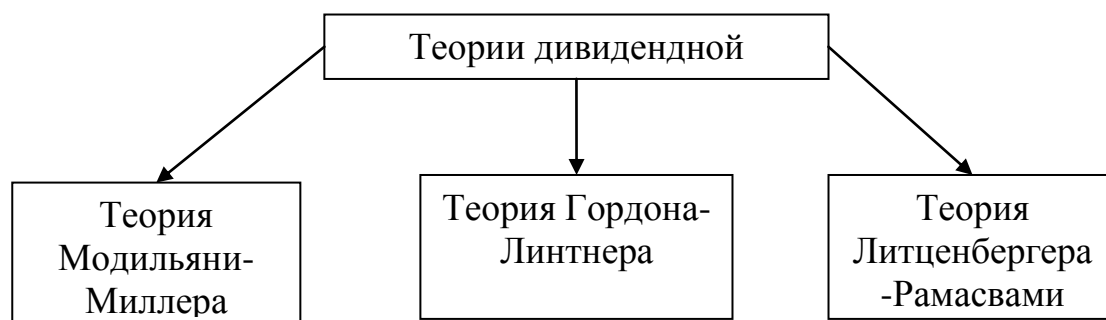 Теории дивидендной
Теория
Модильяни-
Миллера
Теория Гордона-
Линтнера
Теория
Литценбергера
-Рамасвами